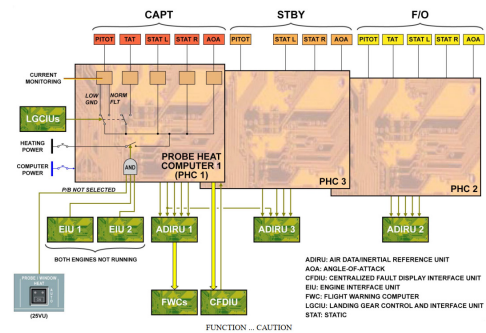 CAPT
STBY
F/O
PITOT
TAT
STAT L
STAT R
AOA
PITOT
STAT L
STAT R
AOA
PITOT
TAT
STAT L
STAT R
AOA
CURRENT
MONITORING
LOW
GND
NORM
FLT
LGCIUs
HEATING
POWER
COMPUTER
POWER
AND
P/B NOT SELECTED
PROBE HEAT
COMPUTER 1
(PHC 1)
PHC 3
PHC 2
EIU 1
EIU 2
ADIRU 1
ADIRU 3
ADIRU 2
BOTH ENGINES NOT RUNNING
PROBE / WINDOW
HEAT
(25VU)
FWCs
CFDIU
ADIRU: AIR DATA/INERTIAL REFERENCE UNIT
AOA: ANGLE-OF-ATTACK
CFDIU: CENTRALIZED FAULT DISPLAY INTERFACE UNIT
EIU: ENGINE INTERFACE UNIT
FWC: FLIGHT WARNING COMPUTER
LGCIU: LANDING GEAR CONTROL AND INTERFACE UNIT
STAT: STATIC
FUNCTION ... CAUTION